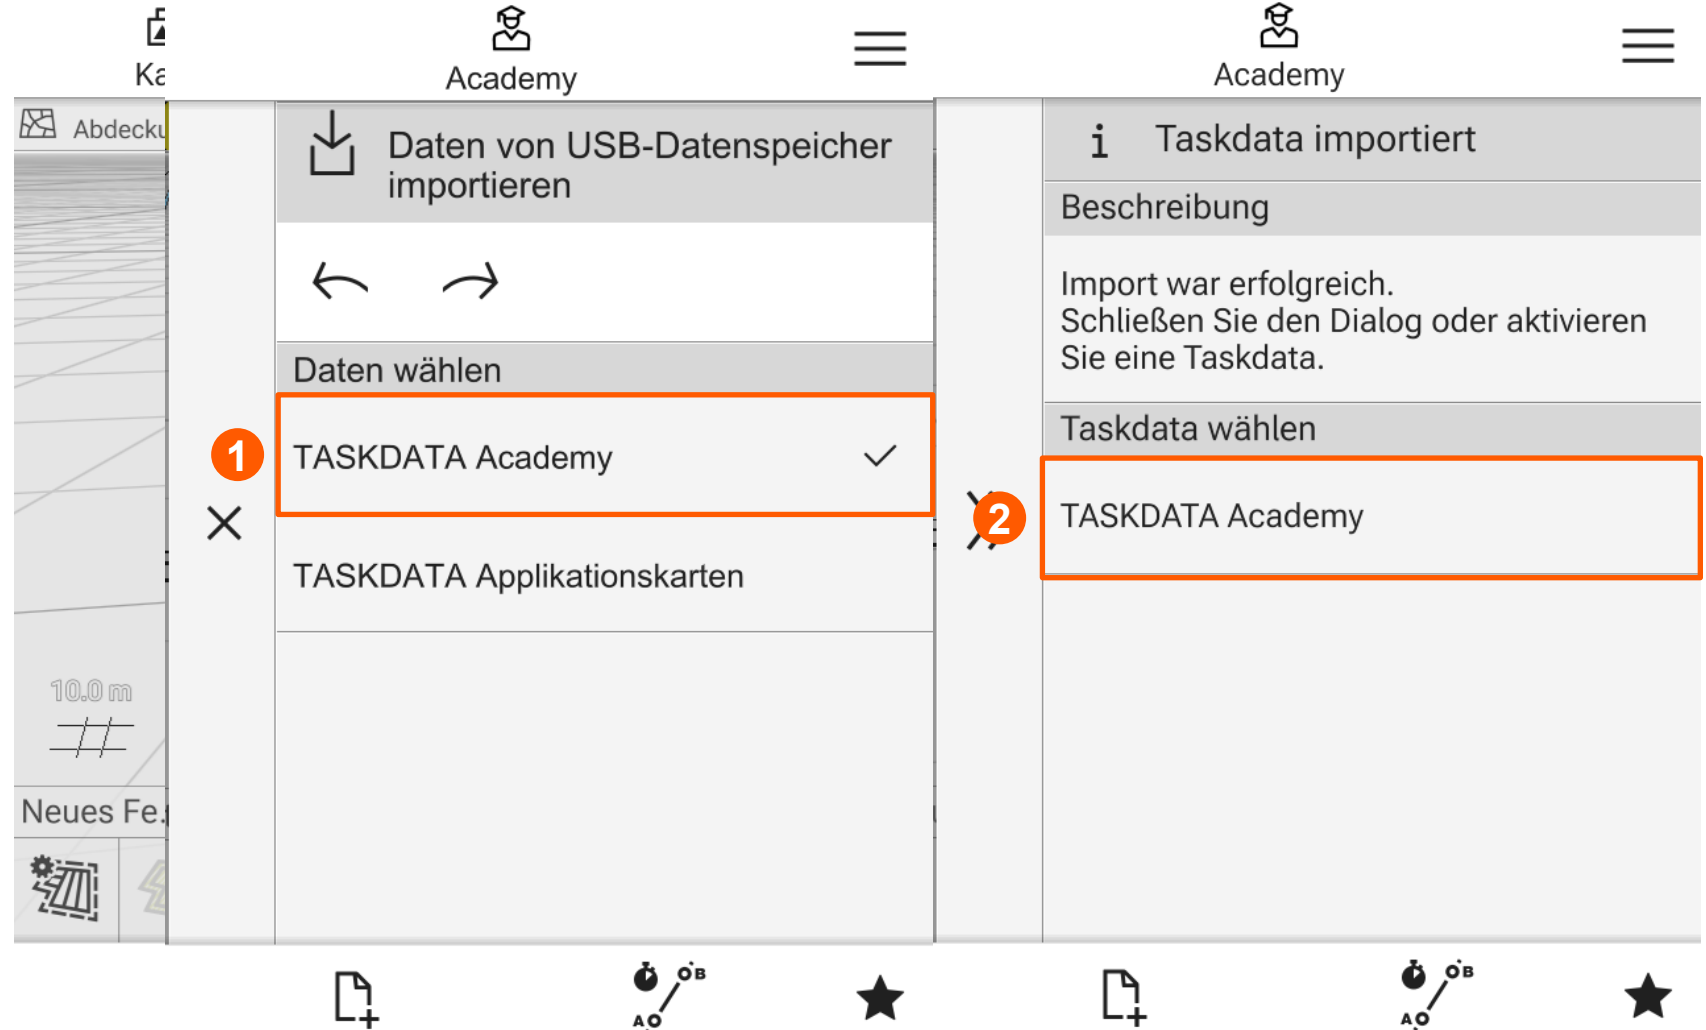 Ka
Abdecku
10.0 m
Neues Fe.
Academy
Daten von USB-Datenspeicher
importieren
Daten wählen
1
TASKDATA Academy
TASKDATA Applikationskarten
B
A
Academy
i Taskdata importiert
Beschreibung
Import war erfolgreich.
Schließen Sie den Dialog oder aktivieren
Sie eine Taskdata.
Taskdata wählen
2
TASKDATA Academy
B
A